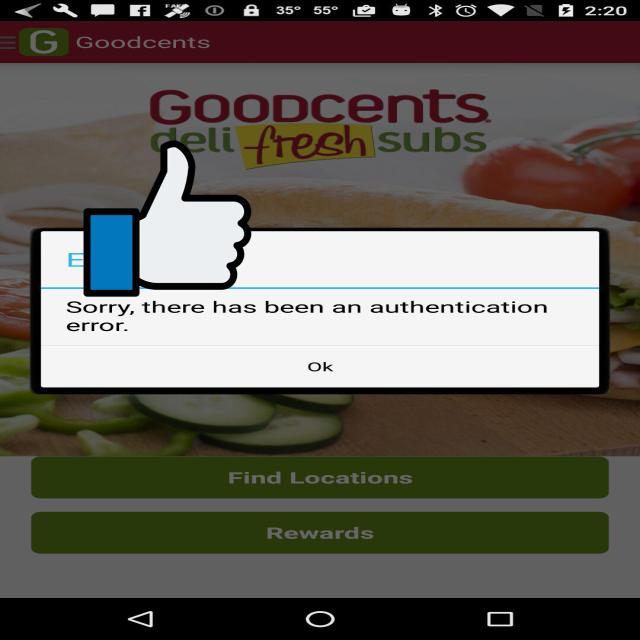 35° 55° 2:20
G Goodcents
GOODCENTS
deli fresh subs
E
Sorry, there has been an authentication
error.
Ok
Find Locations
Rewards